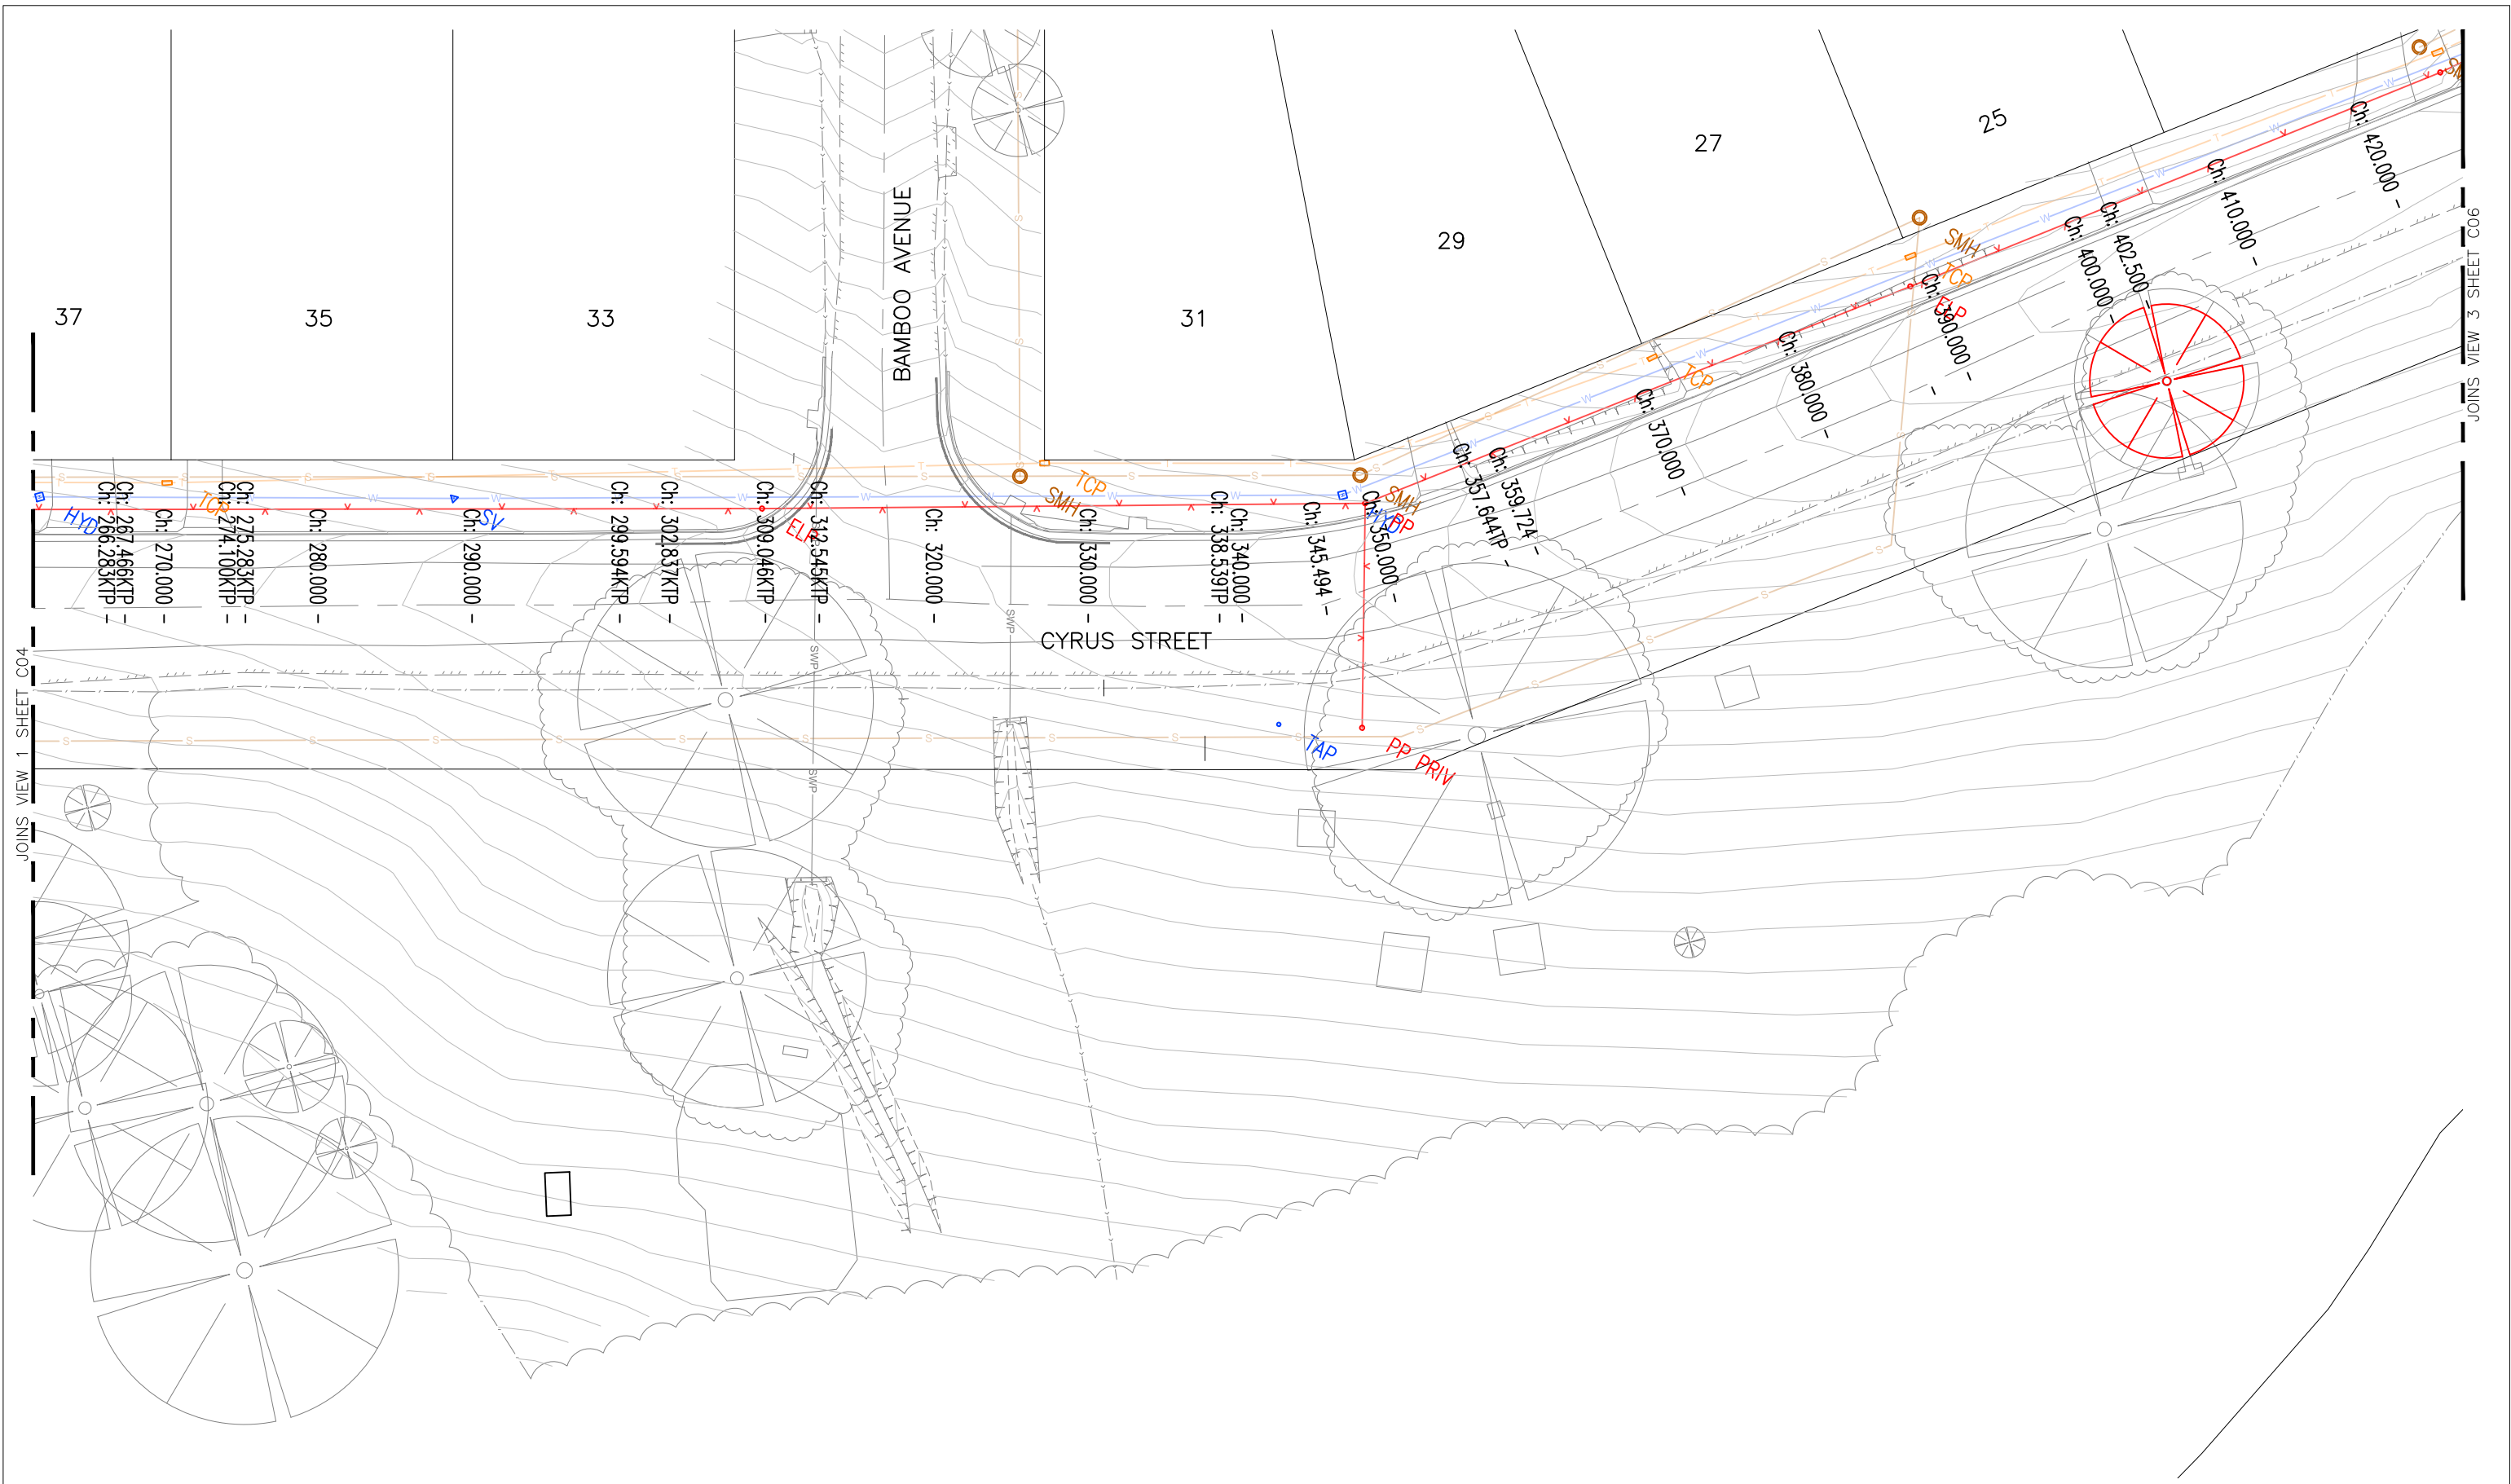 37
35
33
BAMBOO AVENUE
31
29
27
25
JOINS VIEW 1 SHEET C04
JOINS VIEW 3 SHEET C06
HYD
Ch: 266.283KTP -
Ch: 267.466KTP -
Ch: 270.000 -
TCP
Ch: 274.100KTP -
Ch: 275.283KTP -
Ch: 280.000 -
Ch: 290.000 -
SV
Ch: 299.594KTP -
Ch: 302.837KTP -
Ch: 309.046KTP -
ELP
Ch: 312.545KTP -
Ch: 320.000 -
SMH
TCP
Ch: 330.000 -
Ch: 338.539TP -
Ch: 340.000 -
Ch: 345.494 -
Ch: 350.000 -
HYD
PP
SMH
Ch: 357.644TP -
Ch: 359.724 -
Ch: 370.000 -
TCP
Ch: 380.000 -
Ch: 390.000 -
ELP
TCP
SMH
Ch: 400.000 -
Ch: 402.500 -
Ch: 410.000 -
Ch: 420.000 -
CYRUS STREET
TAP
PP PRIV
SWP
SWP
SWP